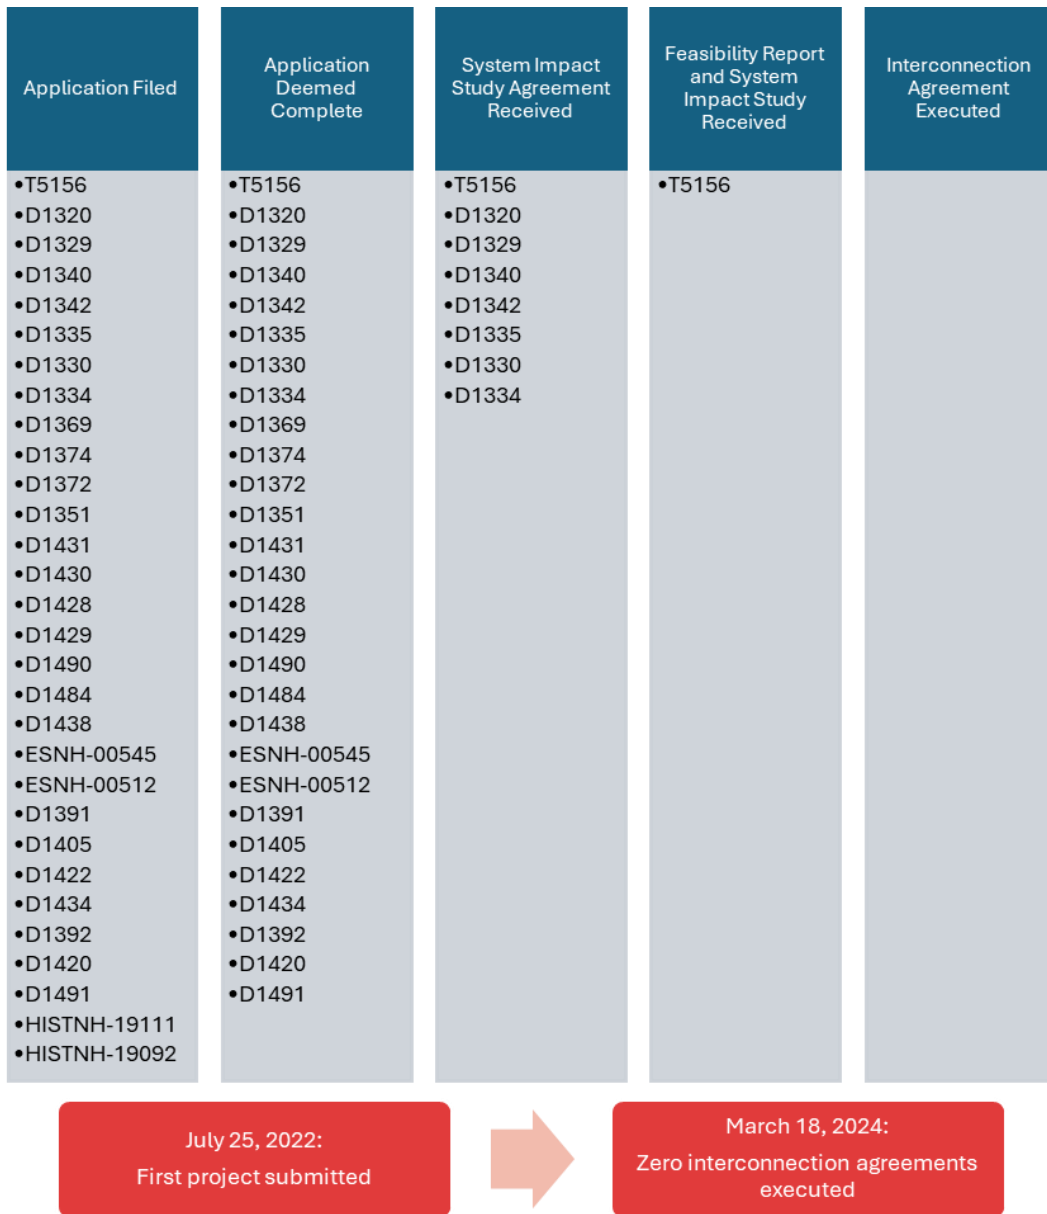 Application Filed
•T5156
•D1320
•D1329
•D1340
•D1342
•D1335
•D1330
•D1334
•D1369
•D1374
•D1372
•D1351
•D1431
•D1430
•D1428
•D1429
•D1490
•D1484
•D1438
•ESNH-00545
•ESNH-00512
•D1391
•D1405
•D1422
•D1434
•D1392
•D1420
•D1491
•HISTNH-19111
•HISTNH-19092
Application
Deemed
Complete
•T5156
•D1320
•D1329
•D1340
•D1342
•D1335
•D1330
•D1334
•D1369
•D1374
•D1372
•D1351
•D1431
•D1430
•D1428
•D1429
•D1490
•D1484
•D1438
•ESNH-00545
•ESNH-00512
•D1391
•D1405
•D1422
•D1434
•D1392
•D1420
•D1491
System Impact
Study Agreement
Received
•T5156
•D1320
•D1329
•D1340
•D1342
•D1335
•D1330
•D1334
Feasibility Report
and System
Impact Study
Received
•T5156
Interconnection
Agreement
Executed
July 25, 2022:
First project submitted
March 18, 2024:
Zero interconnection agreements
executed